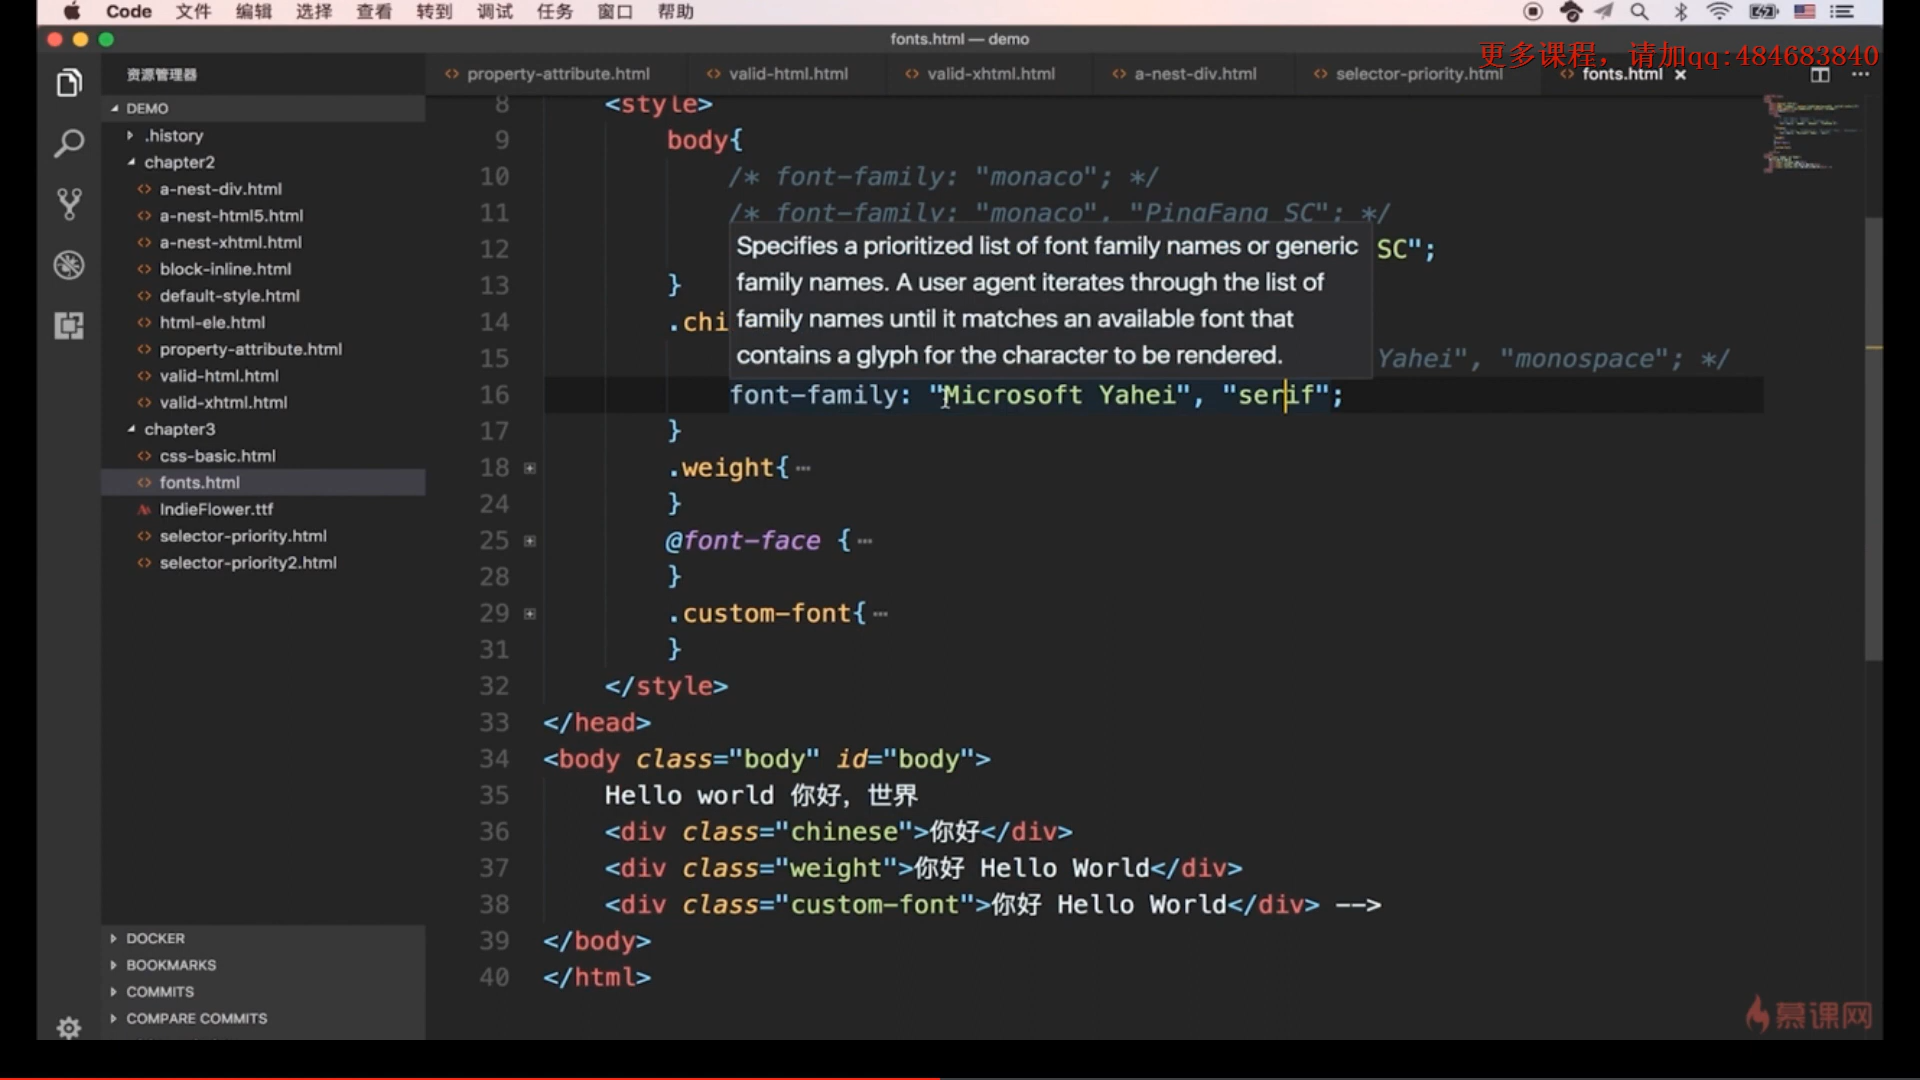 Code 文件 编辑 选择 查看 转到 调试 任务 窗口 帮助
fonts.html — demo
更多课程，请加qq:484683840
资源管理器
property-attribute.html valid-html.html valid-xhtml.html a-nest-div.html selector-priority.html fonts.html
DEMO
.history
chapter2
a-nest-div.html
a-nest-html5.html
a-nest-xhtml.html
block-inline.html
default-style.html
html-ele.html
property-attribute.html
valid-html.html
valid-xhtml.html
chapter3
css-basic.html
fonts.html
IndieFlower.ttf
selector-priority.html
selector-priority2.html
DOCKER
BOOKMARKS
COMMITS
COMPARE COMMITS
8 <style>
9 body{
10 /* font-family: "monaco"; */
11 /* font-family: "monaco", "PingFang SC"; */
12 SC";
13 }
14 .chi
15 Yahei", "monospace"; */
Specifies a prioritized list of font family names or generic
family names. A user agent iterates through the list of
family names until it matches an available font that
contains a glyph for the character to be rendered.
16 font-family: "Microsoft Yahei", "serif";
17 }
18 .weight{ ⋯
24 }
25 @font-face { ⋯
28 }
29 .custom-font{ ⋯
31 }
32 </style>
33 </head>
34 <body class="body" id="body">
35 Hello world 你好，世界
36 <div class="chinese">你好</div>
37 <div class="weight">你好 Hello World</div>
38 <div class="custom-font">你好 Hello World</div> -->
39 </body>
40 </html>
慕课网